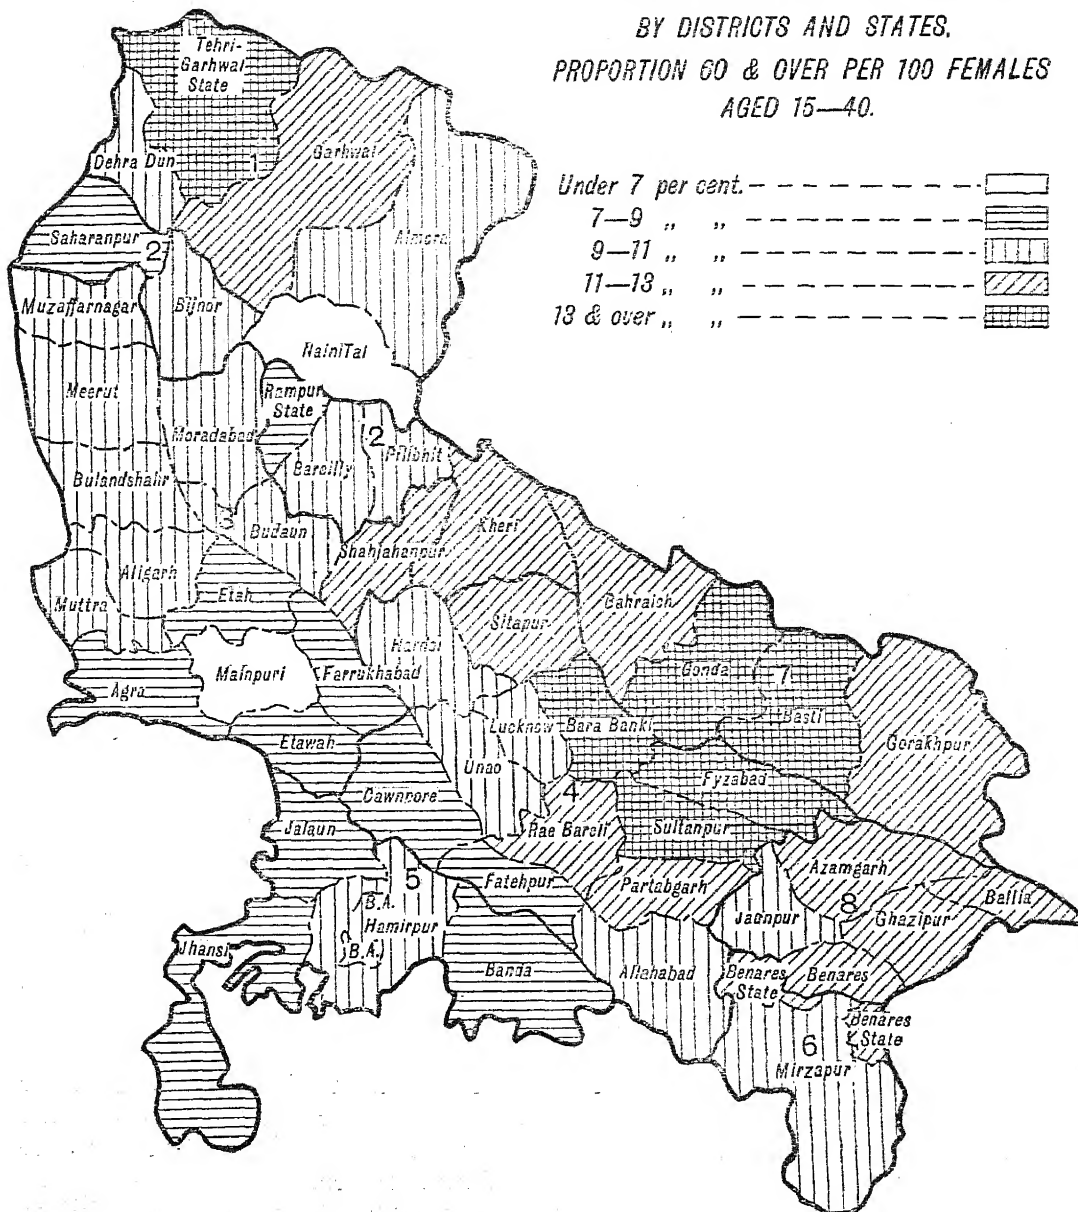 BY DISTRICTS AND STATES.
PROPORTION 60 & OVER PER 100 FEMALES
AGED 15—40.
Under 7 per cent.
7—9 „ „
9—11 „ „
11—13 „ „
13 & over „ „
Tehri-
Garhwal
State
1
Dehra Dun
Garhwal
Almora
Saharanpur
2
Muzaffarnagar
Bijnor
NainiTal
Meerut
Rampur
State
Moradabad
2
Bareilly
Pilibhit
Bulandshahr
Budaun
Shahjahanpur
Kheri
Aligarh
Etah
Muttra
Bahraich
Sitapur
Hardoi
Mainpuri
Farrukhabad
Agra
Gonda
7
Lucknow
Bara Banki
Basti
Gorakhpur
Etawah
Unao
Fyzabad
Cawnpore
4
Jalaun
Rae Bareli
Sultanpur
Azamgarh
5
Fatehpur
Partabgarh
Ballia
B.A.
Hamirpur
Jaunpur
8
Ghazipur
Jhansi
B.A.
Banda
Allahabad
Benares
State
Benares
Benares
State
6
Mirzapur